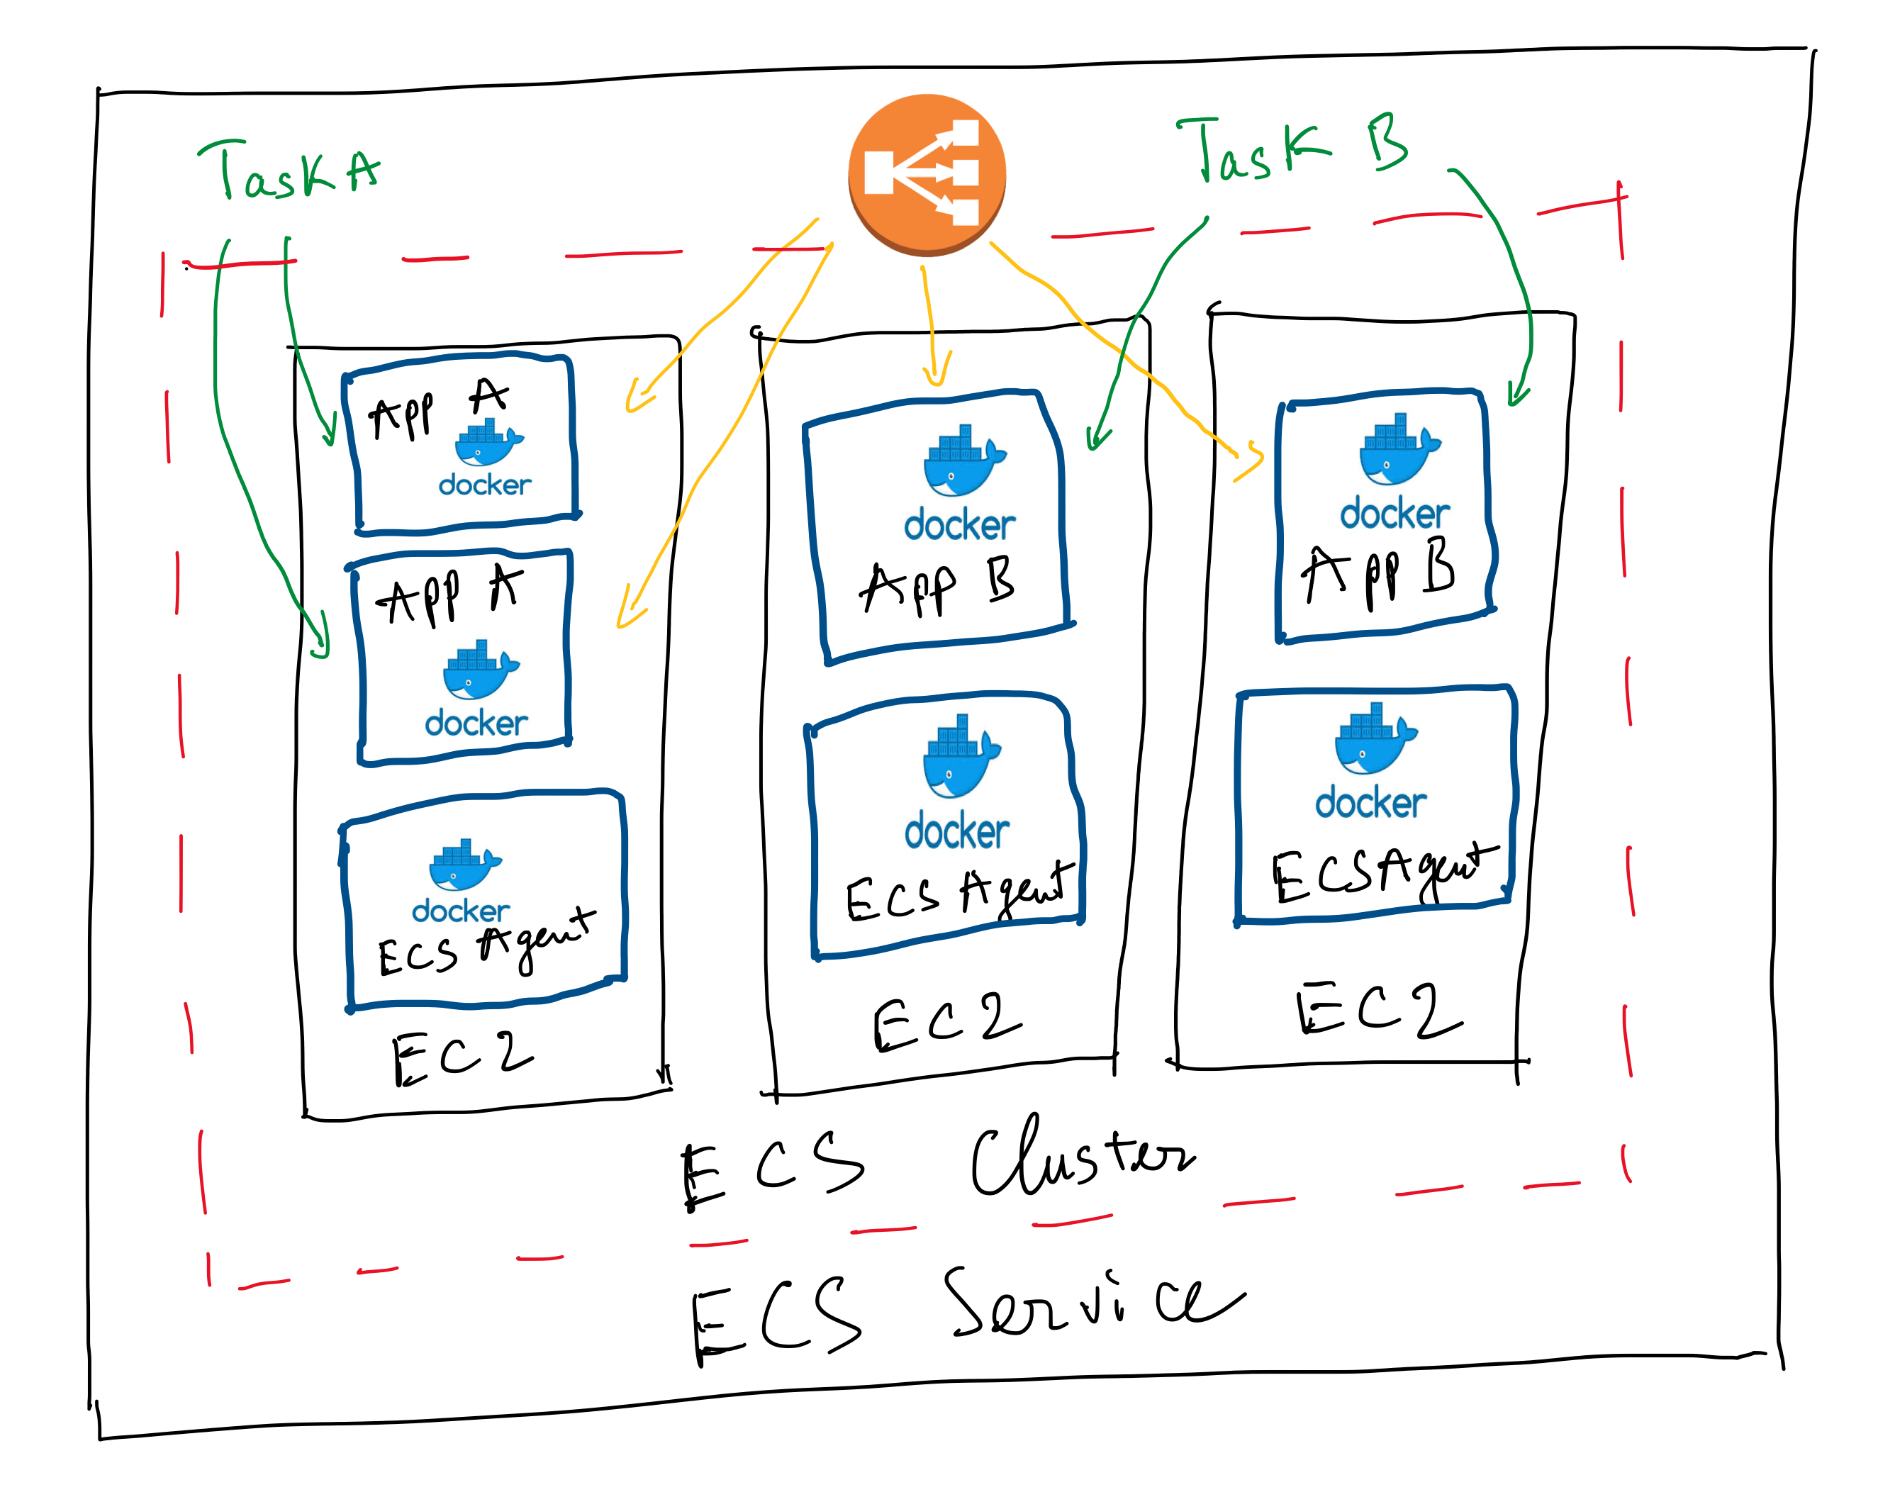 Task A
Task B
App A
docker
App A
docker
docker
ECS Agent
EC2
docker
App B
docker
ECS Agent
EC2
docker
App B
docker
ECS Agent
EC2
ECS Cluster
ECS Service